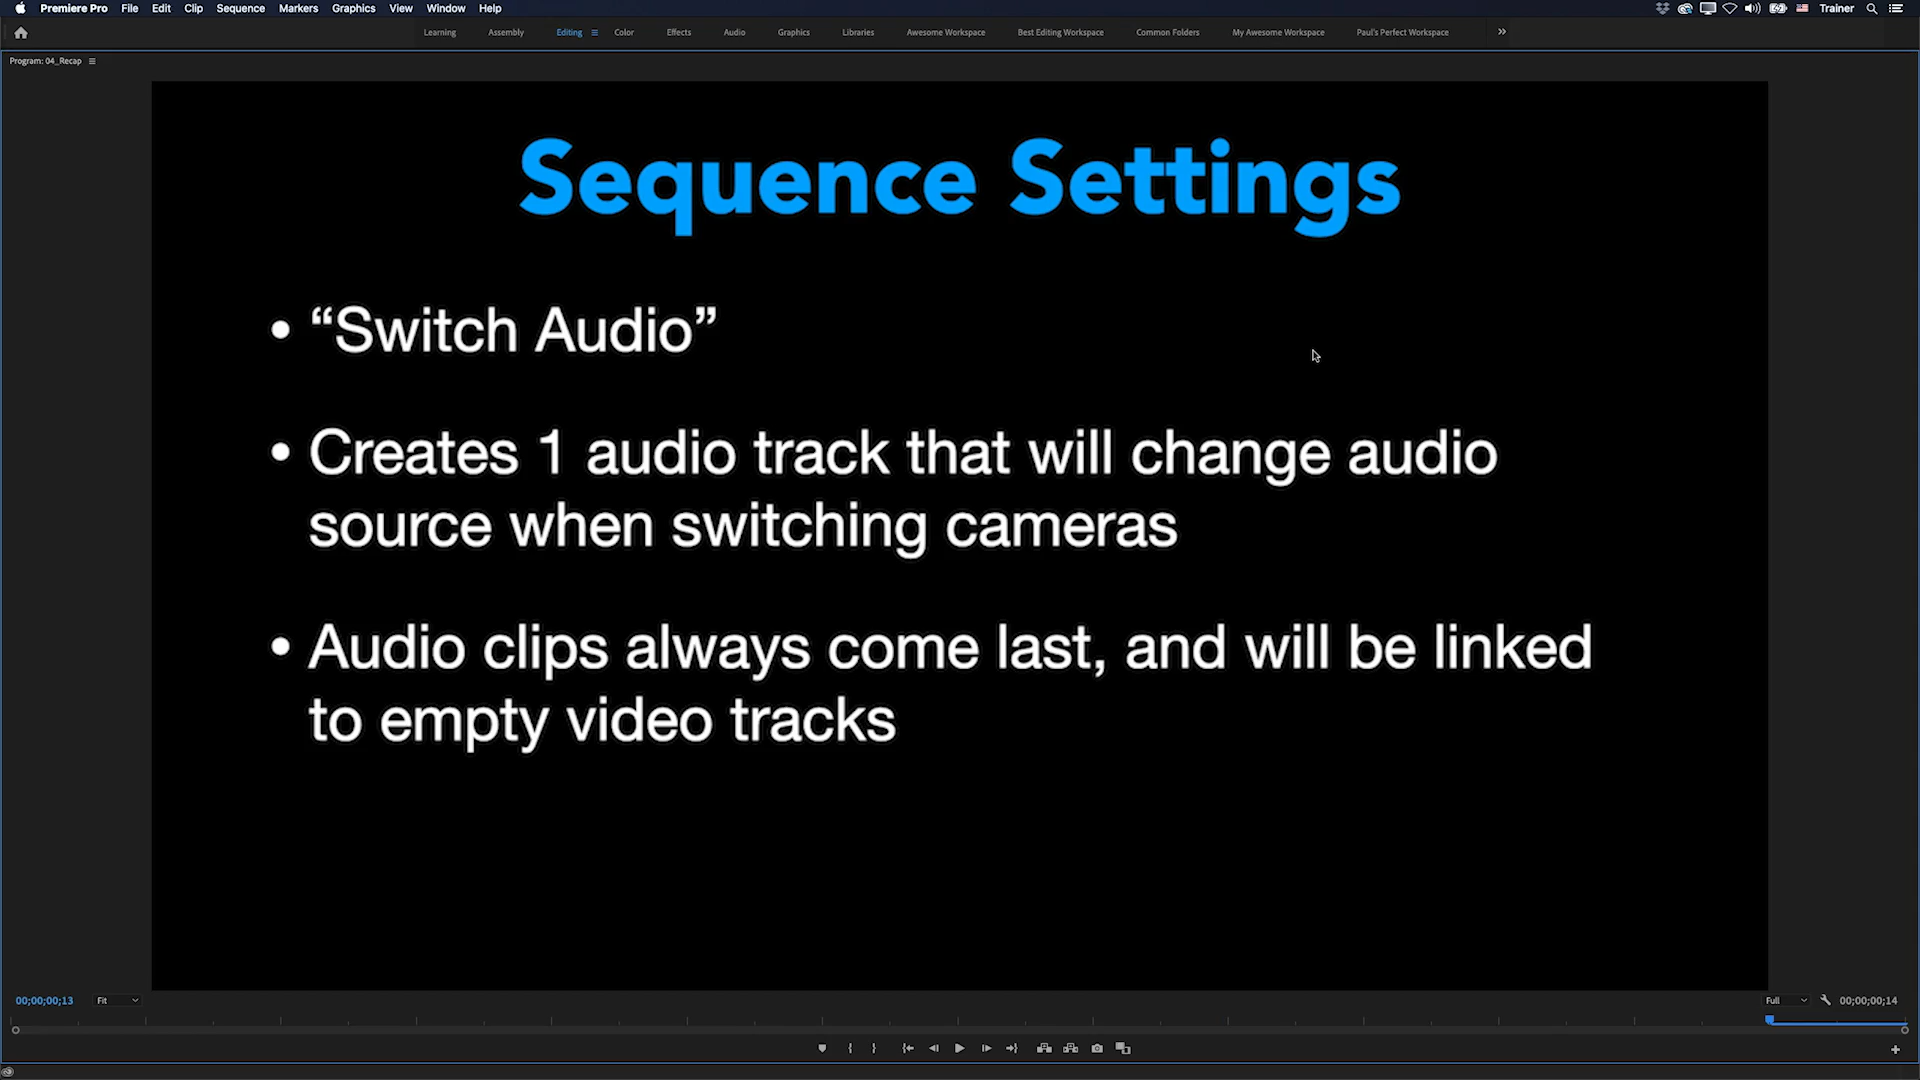 Premiere Pro File Edit Clip Sequence Markers Graphics View Window Help Trainer
Learning Assembly Editing Color Effects Audio Graphics Libraries Awesome Workspace Best Editing Workspace Common Folders My Awesome Workspace Paul's Perfect Workspace
Program: 04_Recap
Sequence Settings
• “Switch Audio”
• Creates 1 audio track that will change audio
source when switching cameras
• Audio clips always come last, and will be linked
to empty video tracks
00;00;00;13 Fit Full 00;00;00;14